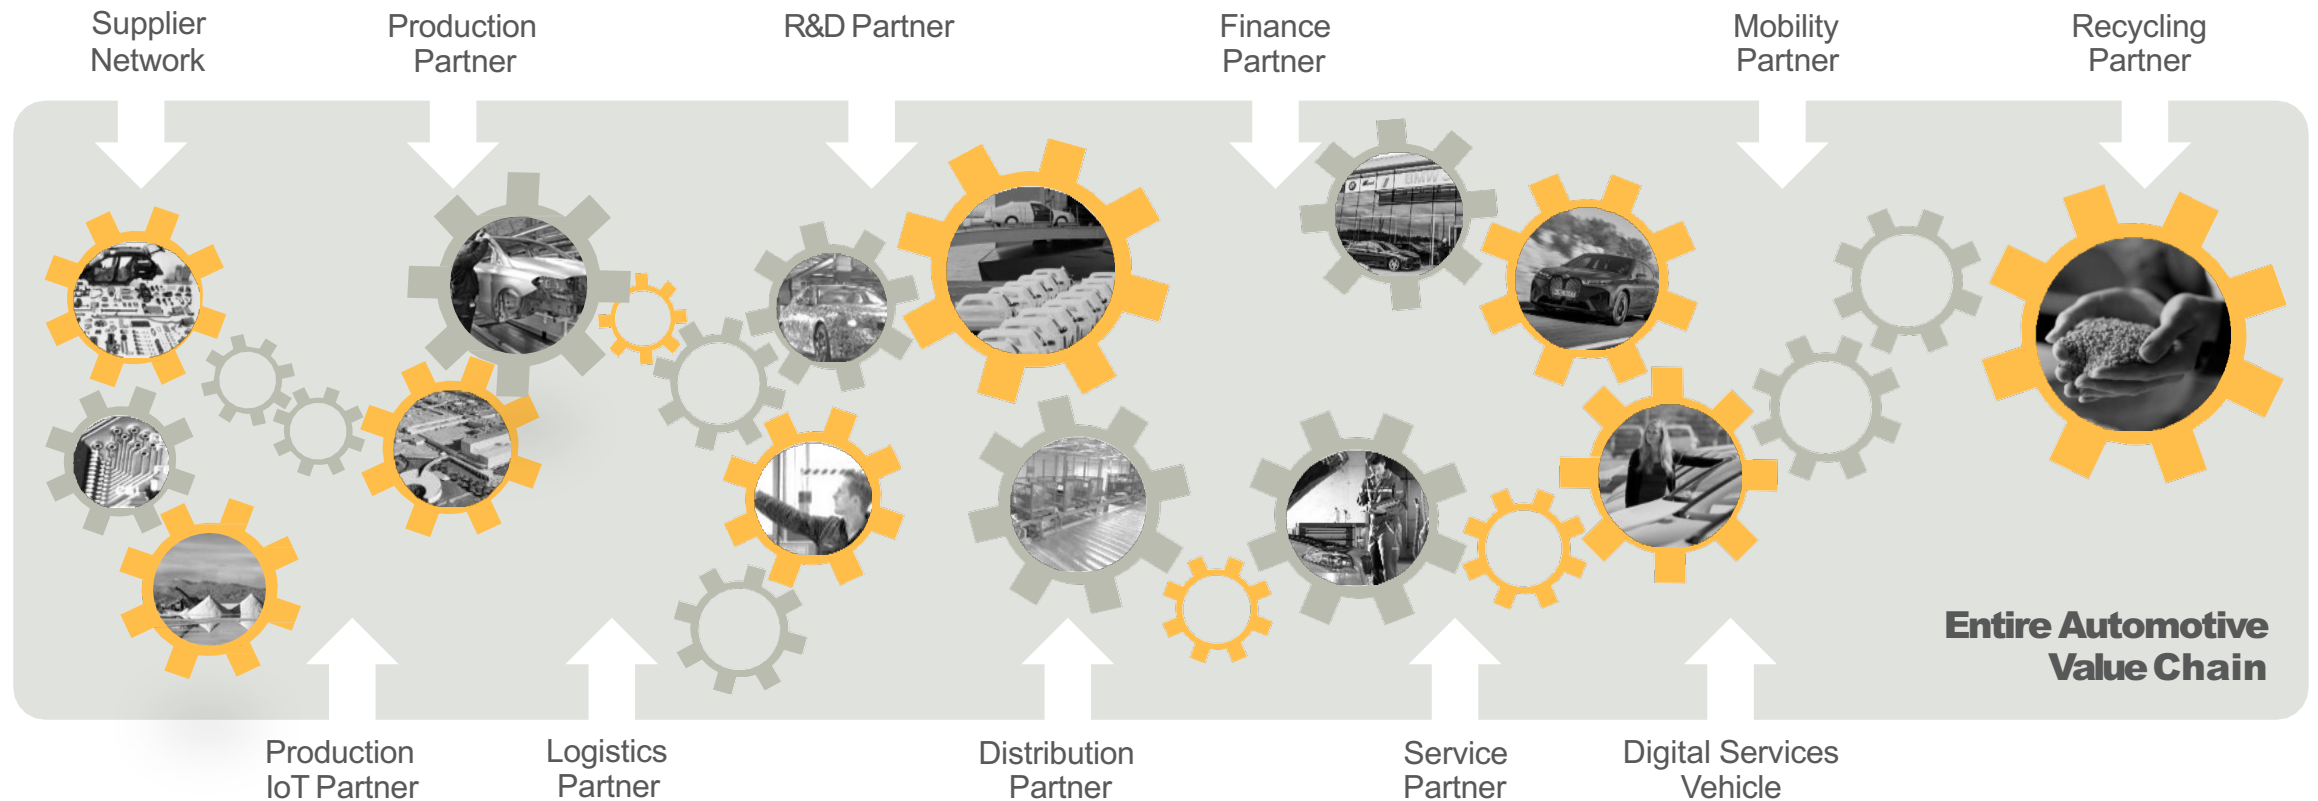 Supplier
Network
Production
Partner
R&D Partner
Finance
Partner
Mobility
Partner
Recycling
Partner
BMW
Entire Automotive
Value Chain
Production
IoT Partner
Logistics
Partner
Distribution
Partner
Service
Partner
Digital Services
Vehicle